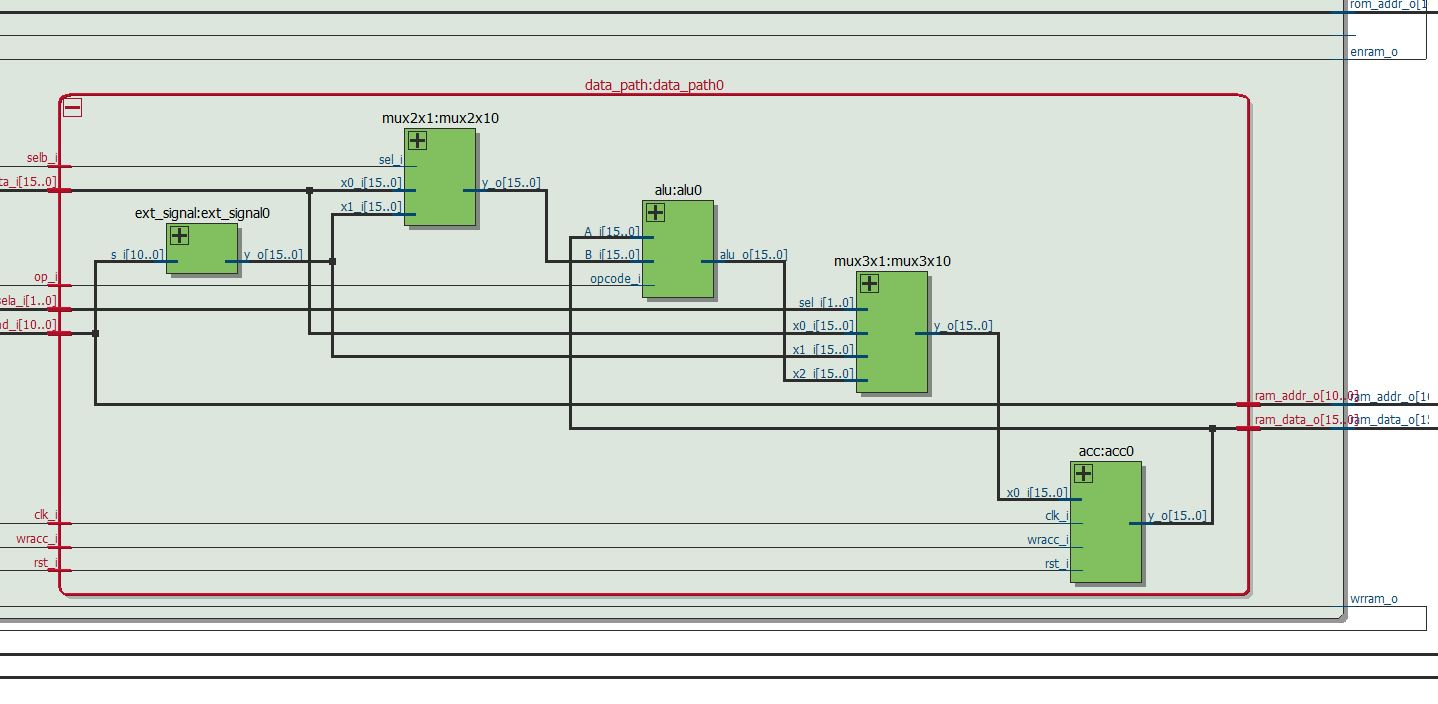 rom_addr_o[1
enram_o
data_path:data_path0
mux2x1:mux2x10
selb_i
sel_i
ta_i[15..0]
x0_i[15..0]
y_o[15..0]
alu:alu0
x1_i[15..0]
ext_signal:ext_signal0
A_i[15..0]
s_i[10..0]
y_o[15..0]
B_i[15..0]
alu_o[15..0]
mux3x1:mux3x10
op_i
opcode_i
sela_i[1..0]
sel_i[1..0]
nd_i[10..0]
x0_i[15..0]
y_o[15..0]
x1_i[15..0]
x2_i[15..0]
ram_addr_o[10..0]
ram_addr_o[1
ram_data_o[15..0]
ram_data_o[15
acc:acc0
x0_i[15..0]
clk_i
clk_i
y_o[15..0]
wracc_i
wracc_i
rst_i
rst_i
wrram_o